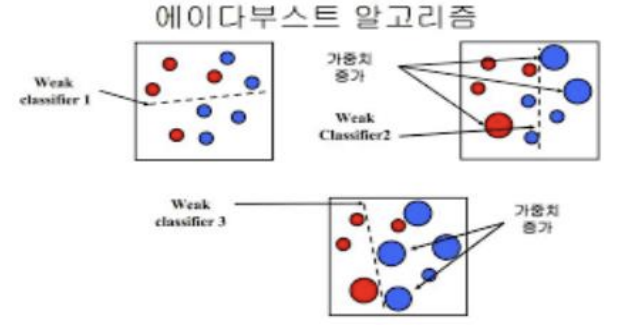 에이다부스트 알고리즘
Weak
classifier 1
가중치
증가
Weak
Classifier2
Weak
classifier 3
가중치
증가